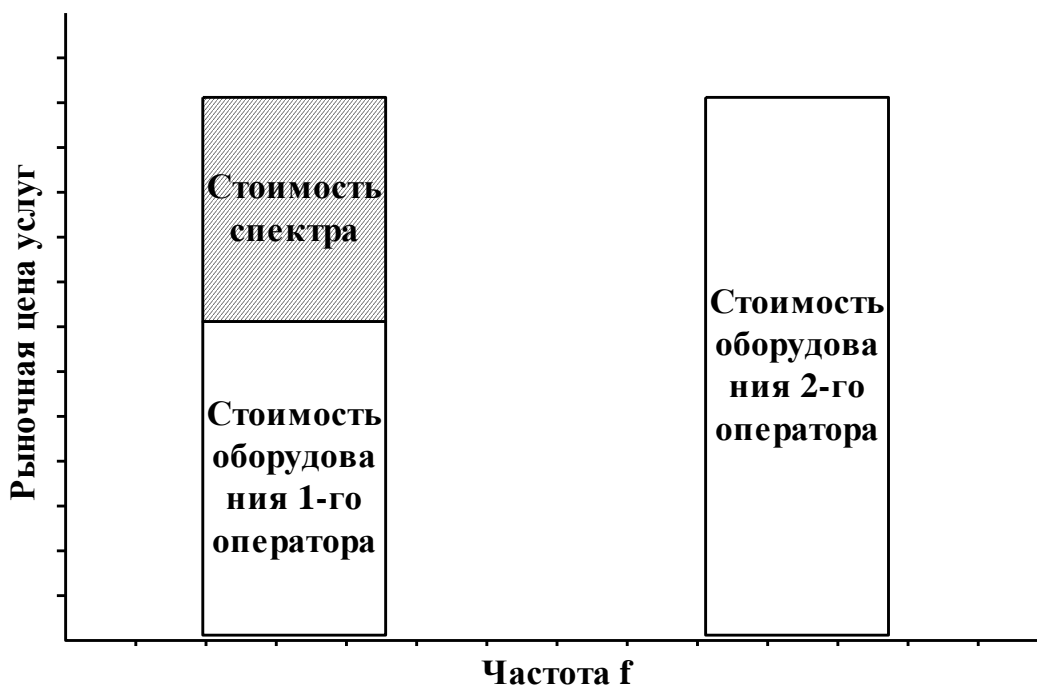 Рыночная цена услуг
Стоимость
спектра
Стоимость
оборудова
ния 1-го
оператора
Стоимость
оборудова
ния 2-го
оператора
Частота f